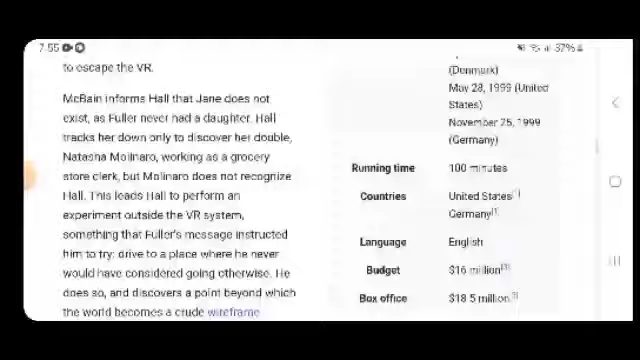 7:55
37%
to escape the VR.
McBain informs Hall that Jane does not
exist, as Fuller never had a daughter. Hall
tracks her down only to discover her double,
Natasha Molinaro, working as a grocery
store clerk, but Molinaro does not recognize
Hall. This leads Hall to perform an
experiment outside the VR system,
something that Fuller's message instructed
him to try: drive to a place where he never
would have considered going otherwise. He
does so, and discovers a point beyond which
the world becomes a crude wireframe
(Denmark)
May 28, 1999 (United
States)
November 25, 1999
(Germany)
Running time 100 minutes
Countries United States[1]
Germany[1]
Language English
Budget $16 million
Box office $18.5 million